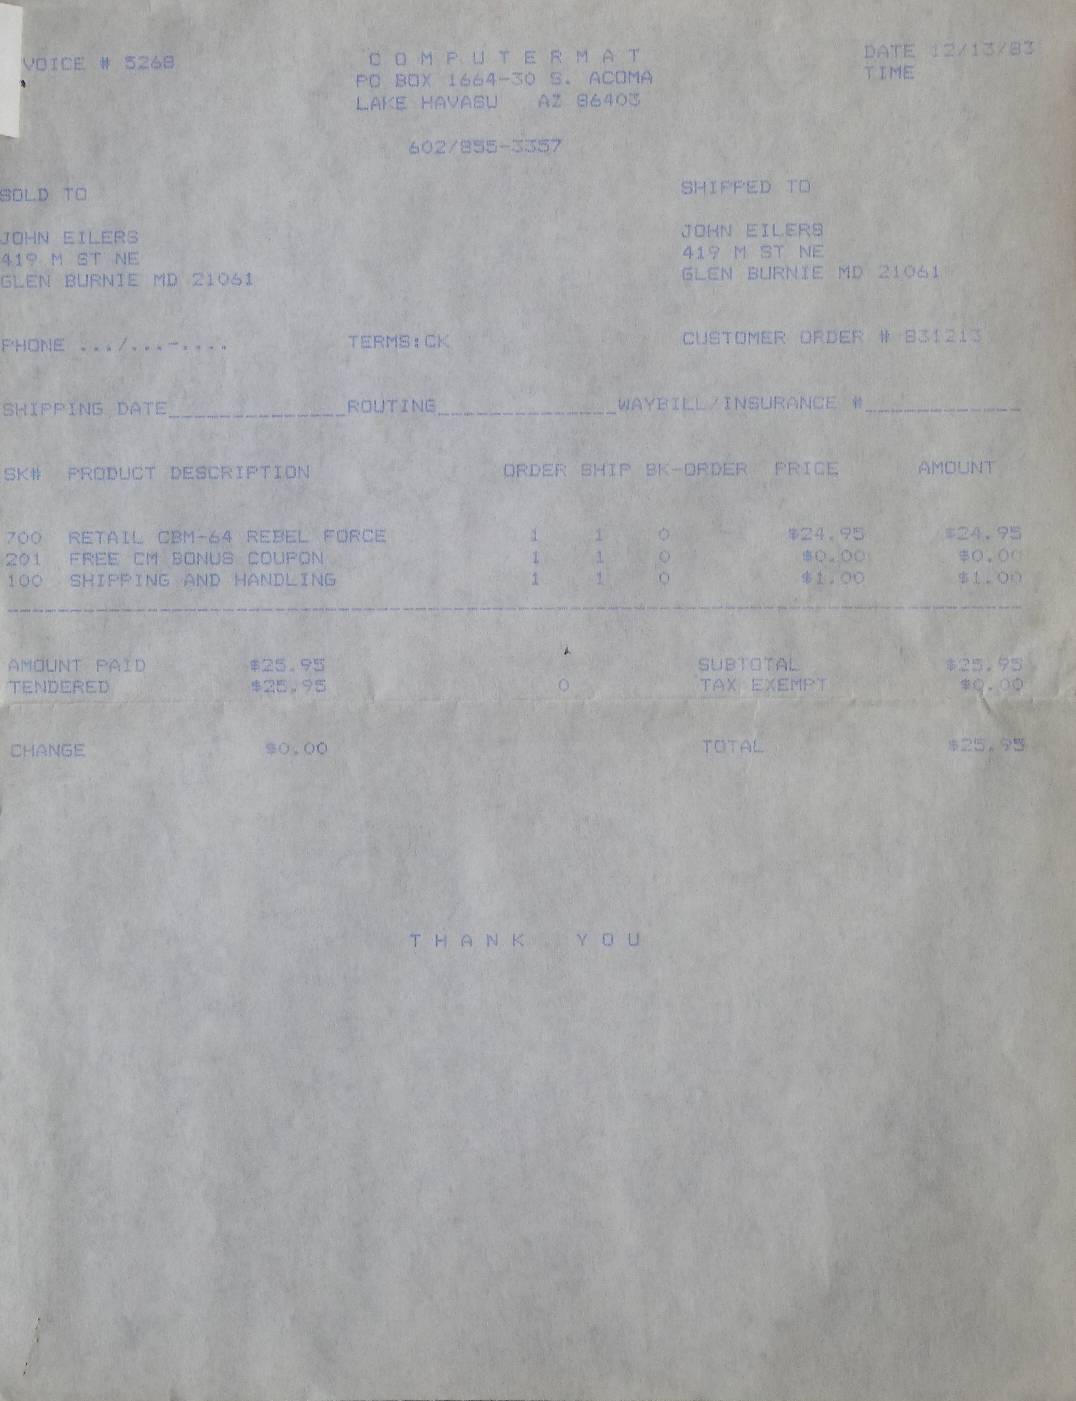 VOICE # 5268 C O M P U T E R M A T DATE 12/13/83
PO BOX 1664-30 S. ACOMA TIME
LAKE HAVASU AZ 86403
602/855-3357
SOLD TO SHIPPED TO
JOHN EILERS JOHN EILERS
419 M ST NE 419 M ST NE
GLEN BURNIE MD 21061 GLEN BURNIE MD 21061
PHONE .../...-.... TERMS:CK CUSTOMER ORDER # 831213
SHIPPING DATE______________ROUTING______________WAYBILL/INSURANCE #____________
SK# PRODUCT DESCRIPTION ORDER SHIP BK-ORDER PRICE AMOUNT
700 RETAIL CBM-64 REBEL FORCE 1 1 0 $24.95 $24.95
201 FREE CM BONUS COUPON 1 1 0 $0.00 $0.00
100 SHIPPING AND HANDLING 1 1 0 $1.00 $1.00
--------------------------------------------------------------------------------
AMOUNT PAID $25.95 SUBTOTAL $25.95
TENDERED $25.95 0 TAX EXEMPT $0.00
CHANGE $0.00 TOTAL $25.95
T H A N K Y O U